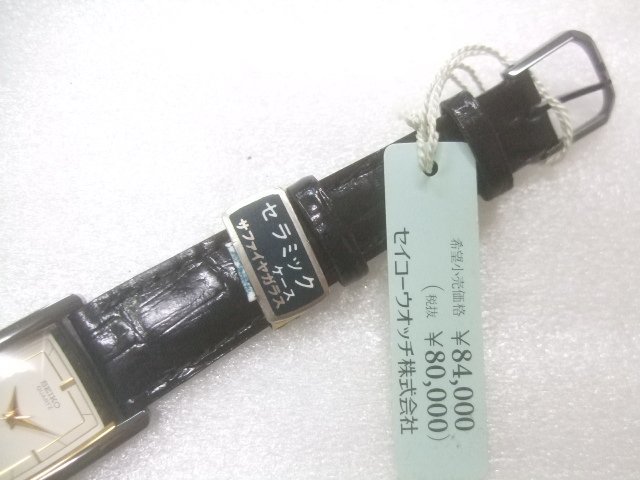 セラミック
ケース
サファイヤガラス
希望小売価格 ¥84,000
(税抜 ¥80,000)
セイコーウオッチ株式会社
SEIKO
QUARTZ